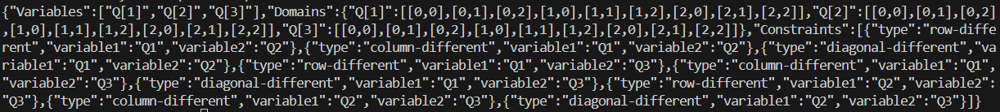 {"Variables":["Q[1]","Q[2]","Q[3]"],"Domains":{"Q[1]":[[0,0],[0,1],[0,2],[1,0],[1,1],[1,2],[2,0],[2,1],[2,2]],"Q[2]":[[0,0],[0,1],[0,2]
,[1,0],[1,1],[1,2],[2,0],[2,1],[2,2]],"Q[3]":[[0,0],[0,1],[0,2],[1,0],[1,1],[1,2],[2,0],[2,1],[2,2]]},"Constraints":[{"type":"row-diffe
rent","variable1":"Q1","variable2":"Q2"},{"type":"column-different","variable1":"Q1","variable2":"Q2"},{"type":"diagonal-different","va
riable1":"Q1","variable2":"Q2"},{"type":"row-different","variable1":"Q1","variable2":"Q3"},{"type":"column-different","variable1":"Q1",
"variable2":"Q3"},{"type":"diagonal-different","variable1":"Q1","variable2":"Q3"},{"type":"row-different","variable1":"Q2","variable2":
"Q3"},{"type":"column-different","variable1":"Q2","variable2":"Q3"},{"type":"diagonal-different","variable1":"Q2","variable2":"Q3"}]}